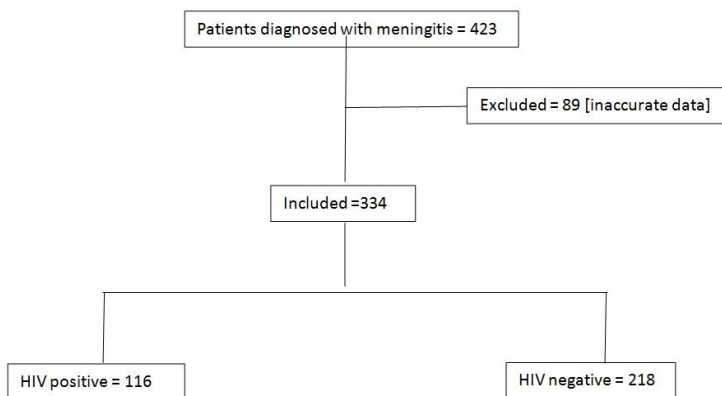 Patients diagnosed with meningitis = 423
Excluded = 89 [inaccurate data]
Included =334
HIV positive = 116
HIV negative = 218